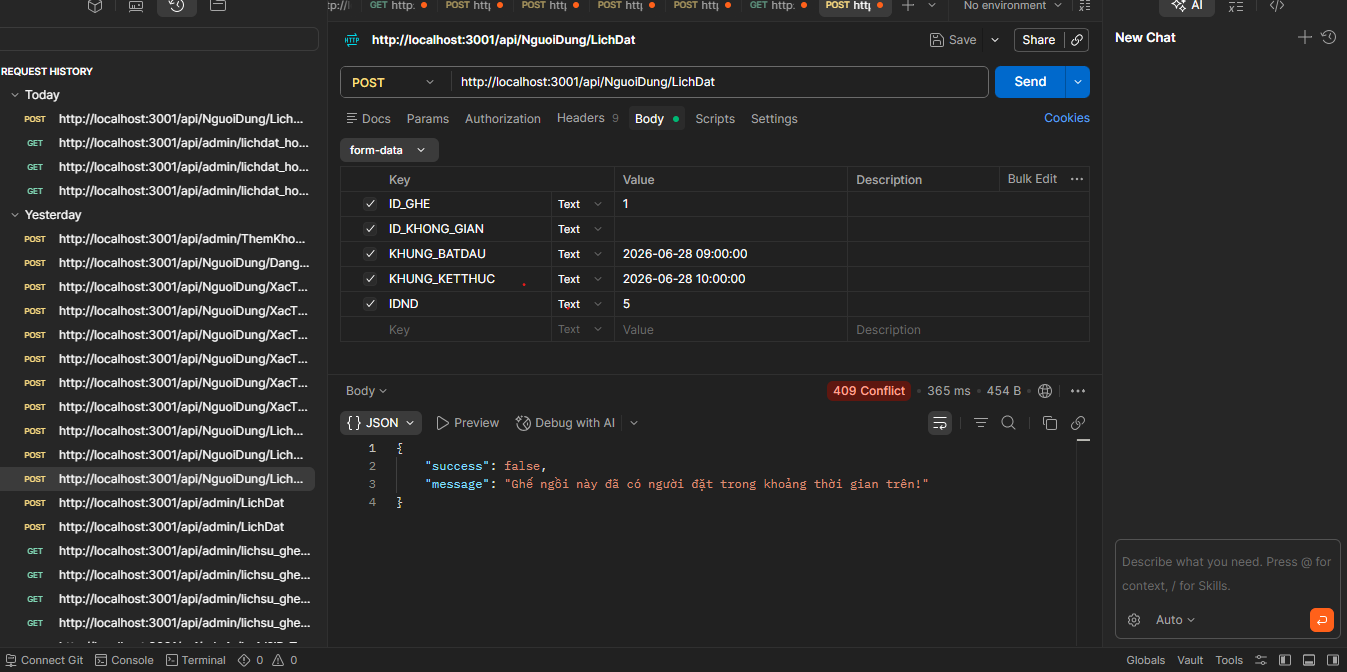 AI
:p://
GET http:
POST http
POST http
POST http
POST http
GET http:
POST http
No environment
http://localhost:3001/api/NguoiDung/LichDat
Save
Share
New Chat
POST
http://localhost:3001/api/NguoiDung/LichDat
Send
REQUEST HISTORY
Today
POST http://localhost:3001/api/NguoiDung/Lich...
GET http://localhost:3001/api/admin/lichdat_ho...
GET http://localhost:3001/api/admin/lichdat_ho...
GET http://localhost:3001/api/admin/lichdat_ho...
Yesterday
POST http://localhost:3001/api/admin/ThemKho...
POST http://localhost:3001/api/NguoiDung/Dang...
POST http://localhost:3001/api/NguoiDung/XacT...
POST http://localhost:3001/api/NguoiDung/XacT...
POST http://localhost:3001/api/NguoiDung/XacT...
POST http://localhost:3001/api/NguoiDung/XacT...
POST http://localhost:3001/api/NguoiDung/XacT...
POST http://localhost:3001/api/NguoiDung/XacT...
POST http://localhost:3001/api/NguoiDung/Lich...
POST http://localhost:3001/api/NguoiDung/Lich...
POST http://localhost:3001/api/NguoiDung/Lich...
POST http://localhost:3001/api/admin/LichDat
POST http://localhost:3001/api/admin/LichDat
GET http://localhost:3001/api/admin/lichsu_ghe...
GET http://localhost:3001/api/admin/lichsu_ghe...
GET http://localhost:3001/api/admin/lichsu_ghe...
GET http://localhost:3001/api/admin/lichsu_ghe...
Docs Params Authorization Headers 9 Body Scripts Settings Cookies
form-data
Key Value Description Bulk Edit
ID_GHE Text 1
ID_KHONG_GIAN Text
KHUNG_BATDAU Text 2026-06-28 09:00:00
KHUNG_KETTHUC Text 2026-06-28 10:00:00
IDND Text 5
Key Text Value Description
Body 409 Conflict 365 ms 454 B
{} JSON Preview Debug with AI
1 {
2 "success": false,
3 "message": "Ghế ngồi này đã có người đặt trong khoảng thời gian trên!"
4 }
Describe what you need. Press @ for
context, / for Skills.
Auto
Connect Git Console Terminal 0 0
Globals Vault Tools